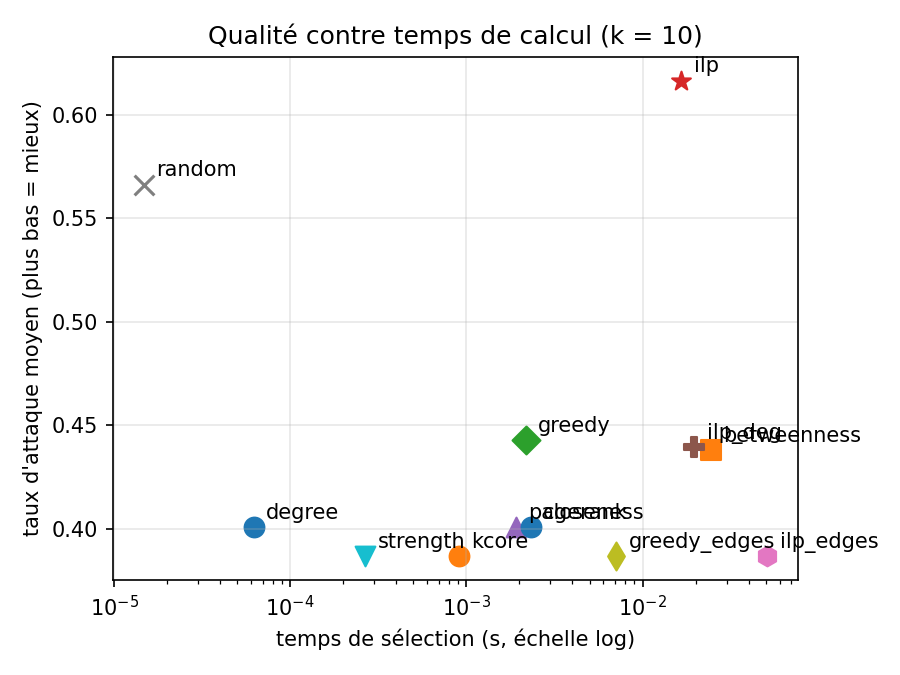 Qualité contre temps de calcul (k = 10)
taux d'attaque moyen (plus bas = mieux)
0.60
0.55
0.50
0.45
0.40
ilp
random
greedy
ilp_deg
betweenness
degree
pagerank
closeness
strength
kcore
greedy_edges
ilp_edges
10⁻⁵
10⁻⁴
10⁻³
10⁻²
temps de sélection (s, échelle log)